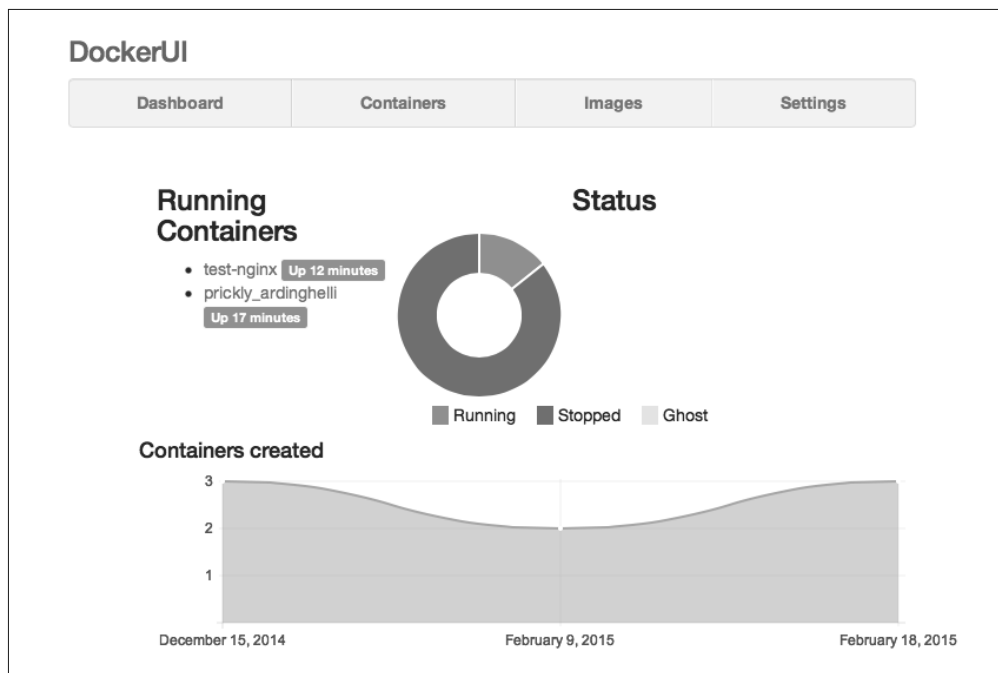 DockerUI
Dashboard
Containers
Images
Settings
Running
Containers
test-nginx Up 12 minutes
prickly_ardinghelli
Up 17 minutes
Status
Running
Stopped
Ghost
Containers created
3
2
1
December 15, 2014
February 9, 2015
February 18, 2015